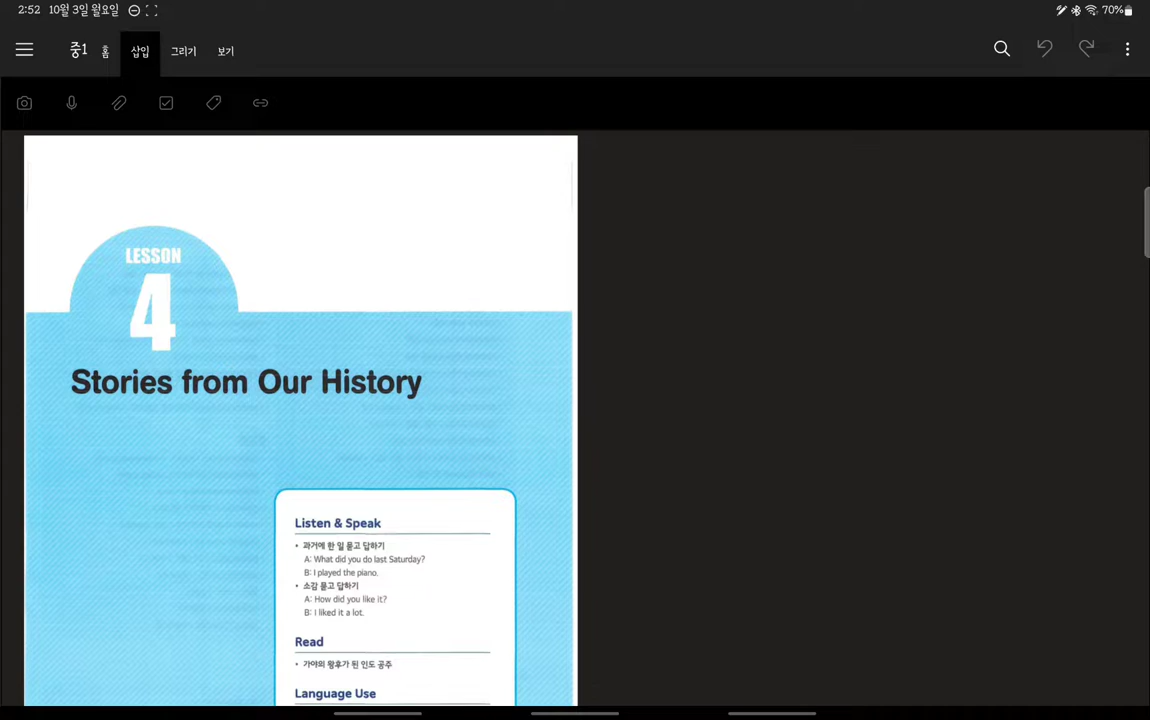 2:52 10월 3일 월요일
70%
중1 홈 삽입 그리기 보기
LESSON
4
Stories from Our History
Listen & Speak
• 과거에 한 일 묻고 답하기
A: What did you do last Saturday?
B: I played the piano.
• 소감 묻고 답하기
A: How did you like it?
B: I liked it a lot.
Read
• 가야의 왕후가 된 인도 공주
Language Use